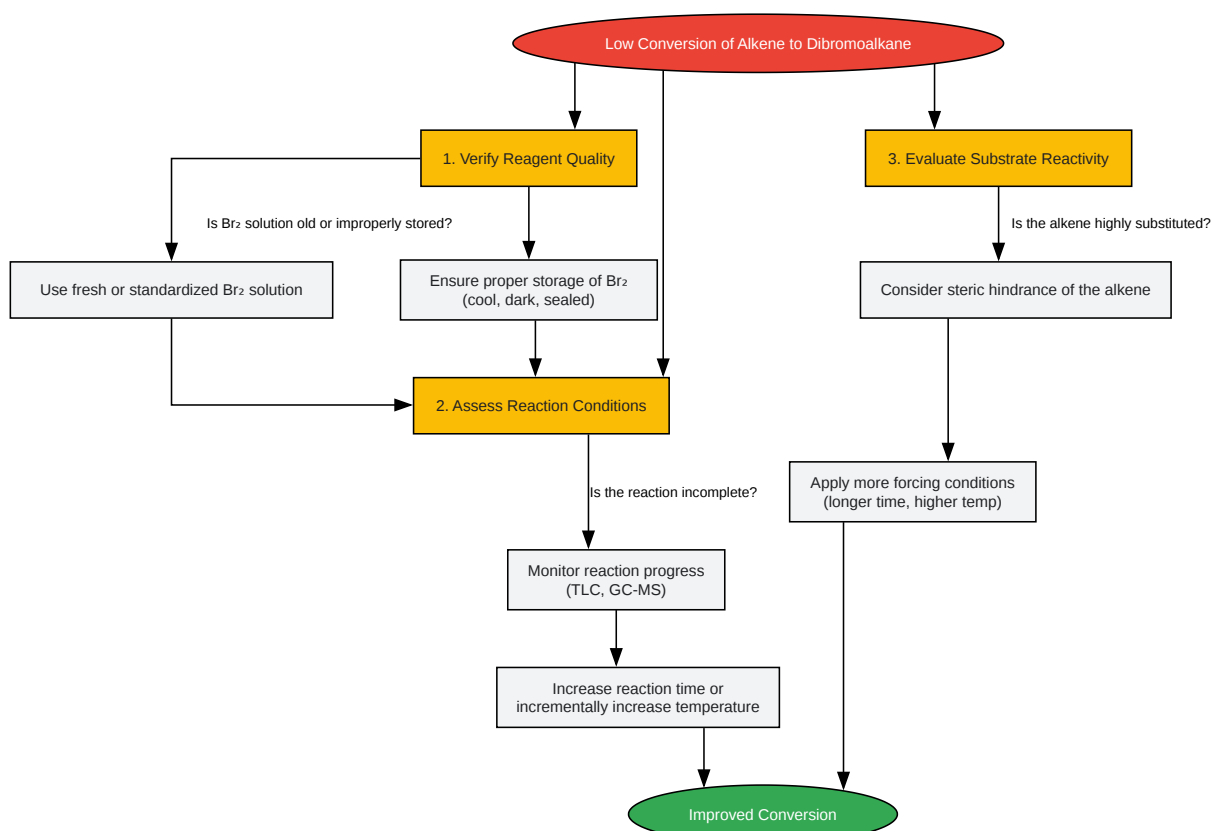 Low Conversion of Alkene to Dibromoalkane
1. Verify Reagent Quality
3. Evaluate Substrate Reactivity
Is Br₂ solution old or improperly stored?
Is the alkene highly substituted?
Use fresh or standardized Br₂ solution
Ensure proper storage of Br₂
(cool, dark, sealed)
Consider steric hindrance of the alkene
2. Assess Reaction Conditions
Is the reaction incomplete?
Apply more forcing conditions
(longer time, higher temp)
Monitor reaction progress
(TLC, GC-MS)
Increase reaction time or
incrementally increase temperature
Improved Conversion